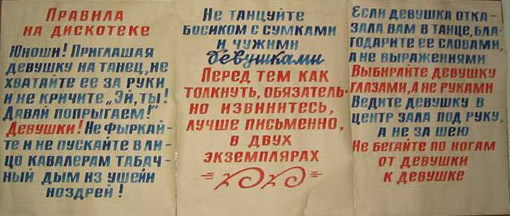 Правила
на дискотеке
Юноши! Приглашая
девушку на танец, не
хватайте ее за руки
и не кричите „Эй, ты!
Давай попрыгаем!"
Девушки! Не фыркай-
те и не пускайте в ли-
цо кавалерам табач-
ный дым из ушей и
ноздрей!
Не танцуйте
босиком с сумками
и чужими
девушками
Перед тем как
толкнуть, обязатель-
но извинитесь,
лучше письменно,
в двух
экземплярах
Если девушка отка-
зала вам в танце, бла-
годарите ее словами,
а не выражениями
Выбирайте девушку
глазами, а не руками
Ведите девушку в
центр зала под руку,
а не за шею
Не бегайте по ногам
от девушки
к девушке